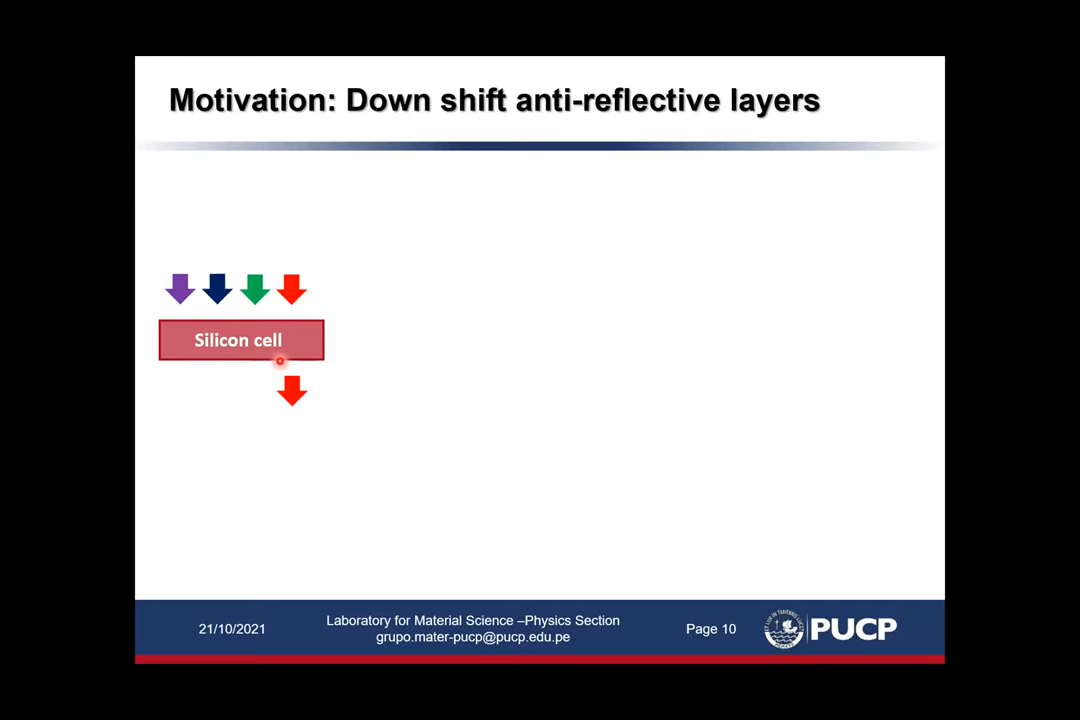 Motivation: Down shift anti-reflective layers
Silicon cell
21/10/2021
Laboratory for Material Science –Physics Section
grupo.mater-pucp@pucp.edu.pe
Page 10
PUCP